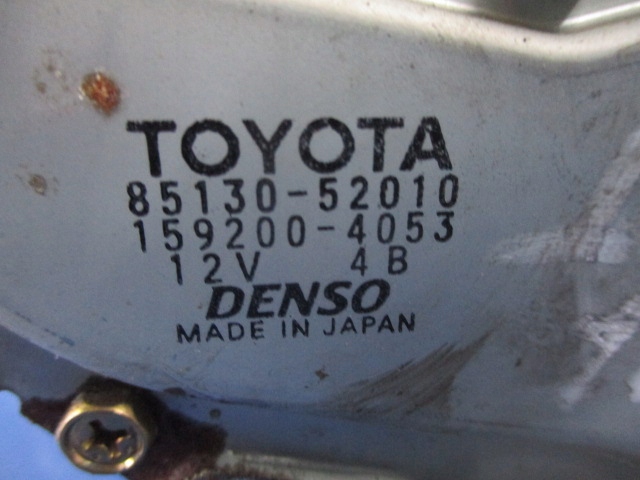 TOYOTA
85130-52010
159200-4053
12V 4B
DENSO
MADE IN JAPAN